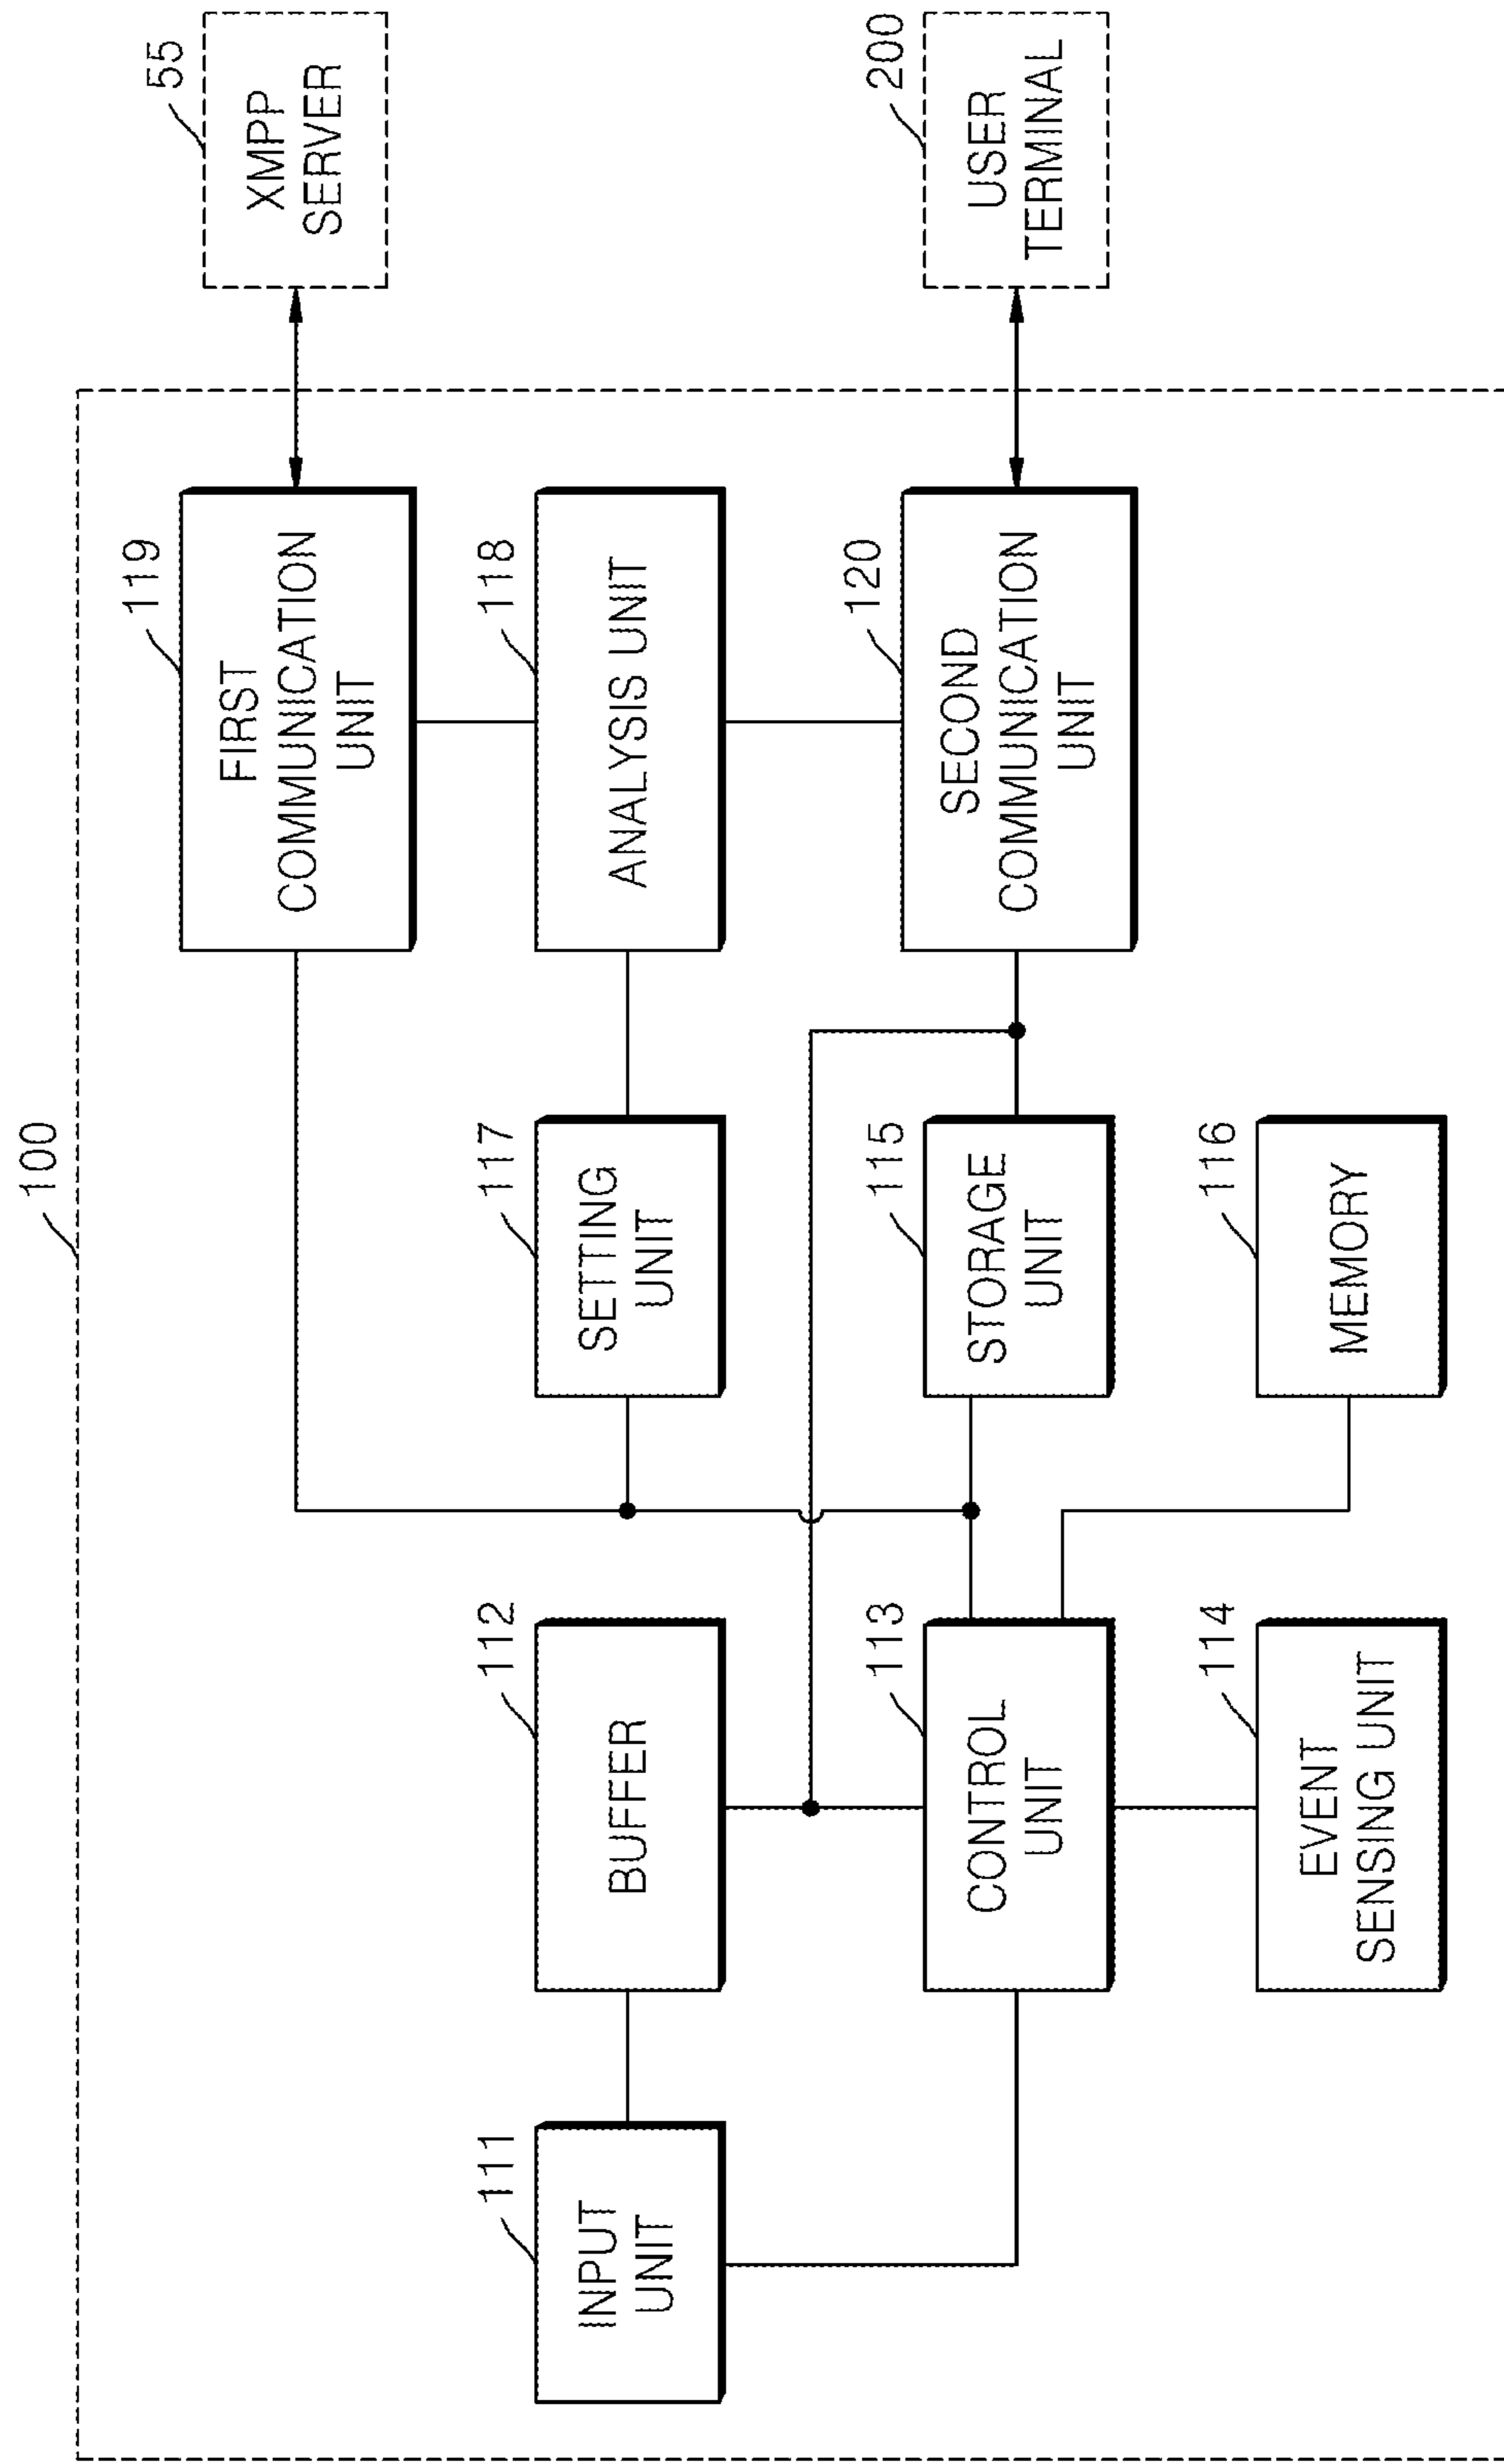 100
111
INPUT
UNIT
112
BUFFER
113
CONTROL
UNIT
114
EVENT
SENSING UNIT
117
SETTING
UNIT
115
STORAGE
UNIT
116
MEMORY
119
FIRST
COMMUNICATION
UNIT
118
ANALYSIS UNIT
120
SECOND
COMMUNICATION
UNIT
55
XMPP
SERVER
200
USER
TERMINAL